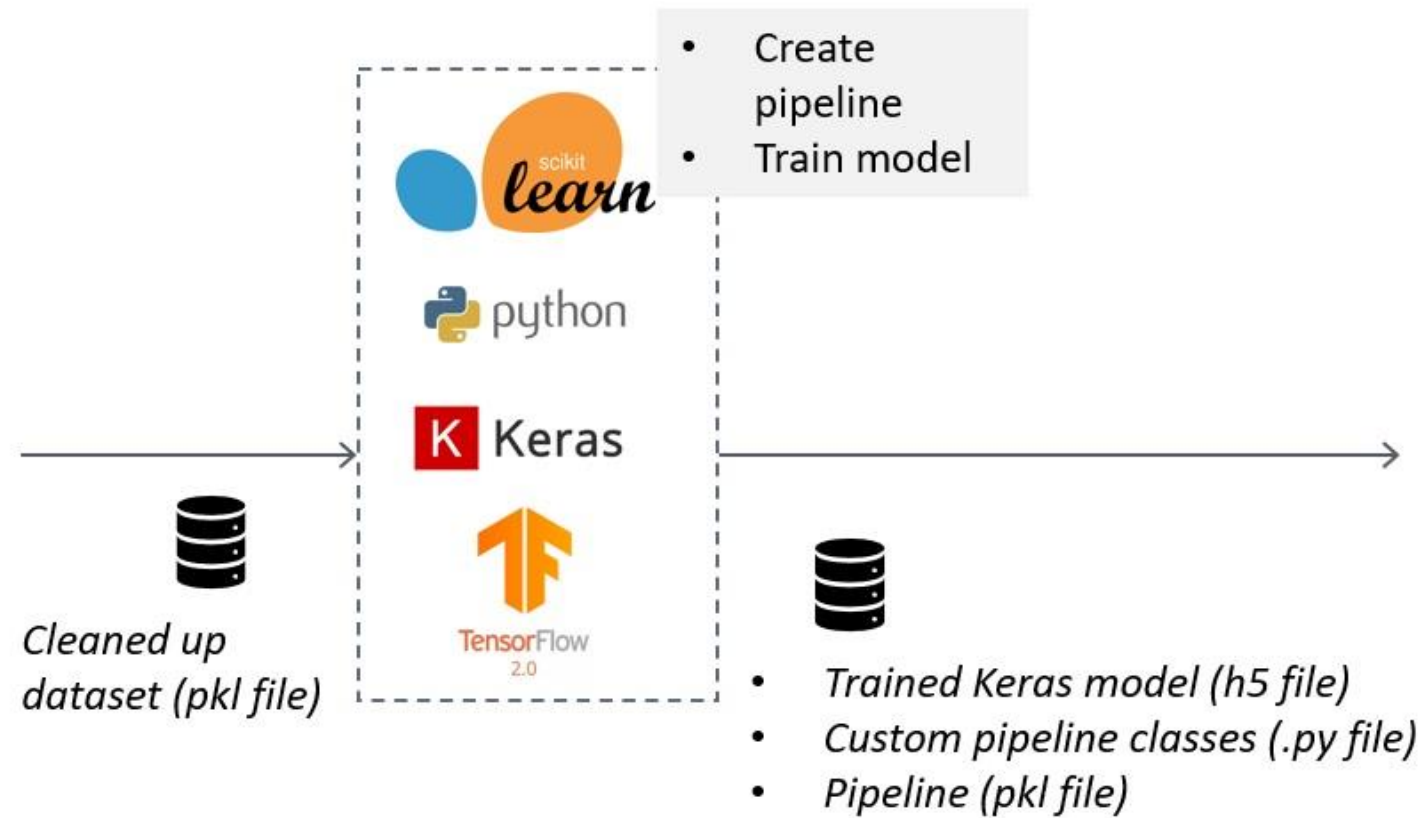 • Create
pipeline
• Train model
scikit
learn
python
K Keras
TensorFlow
2.0
Cleaned up
dataset (pkl file)
• Trained Keras model (h5 file)
• Custom pipeline classes (.py file)
• Pipeline (pkl file)